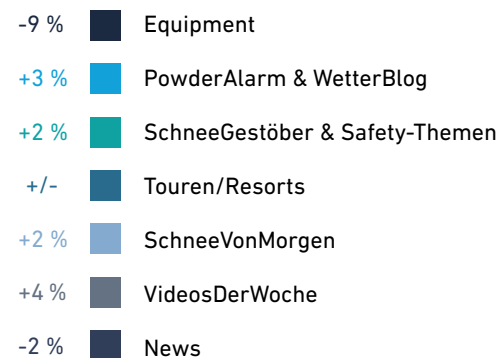 -9 % Equipment
+3 % PowderAlarm & WetterBlog
+2 % SchneeGestöber & Safety-Themen
+/- Touren/Resorts
+2 % SchneeVonMorgen
+4 % VideosDerWoche
-2 % News